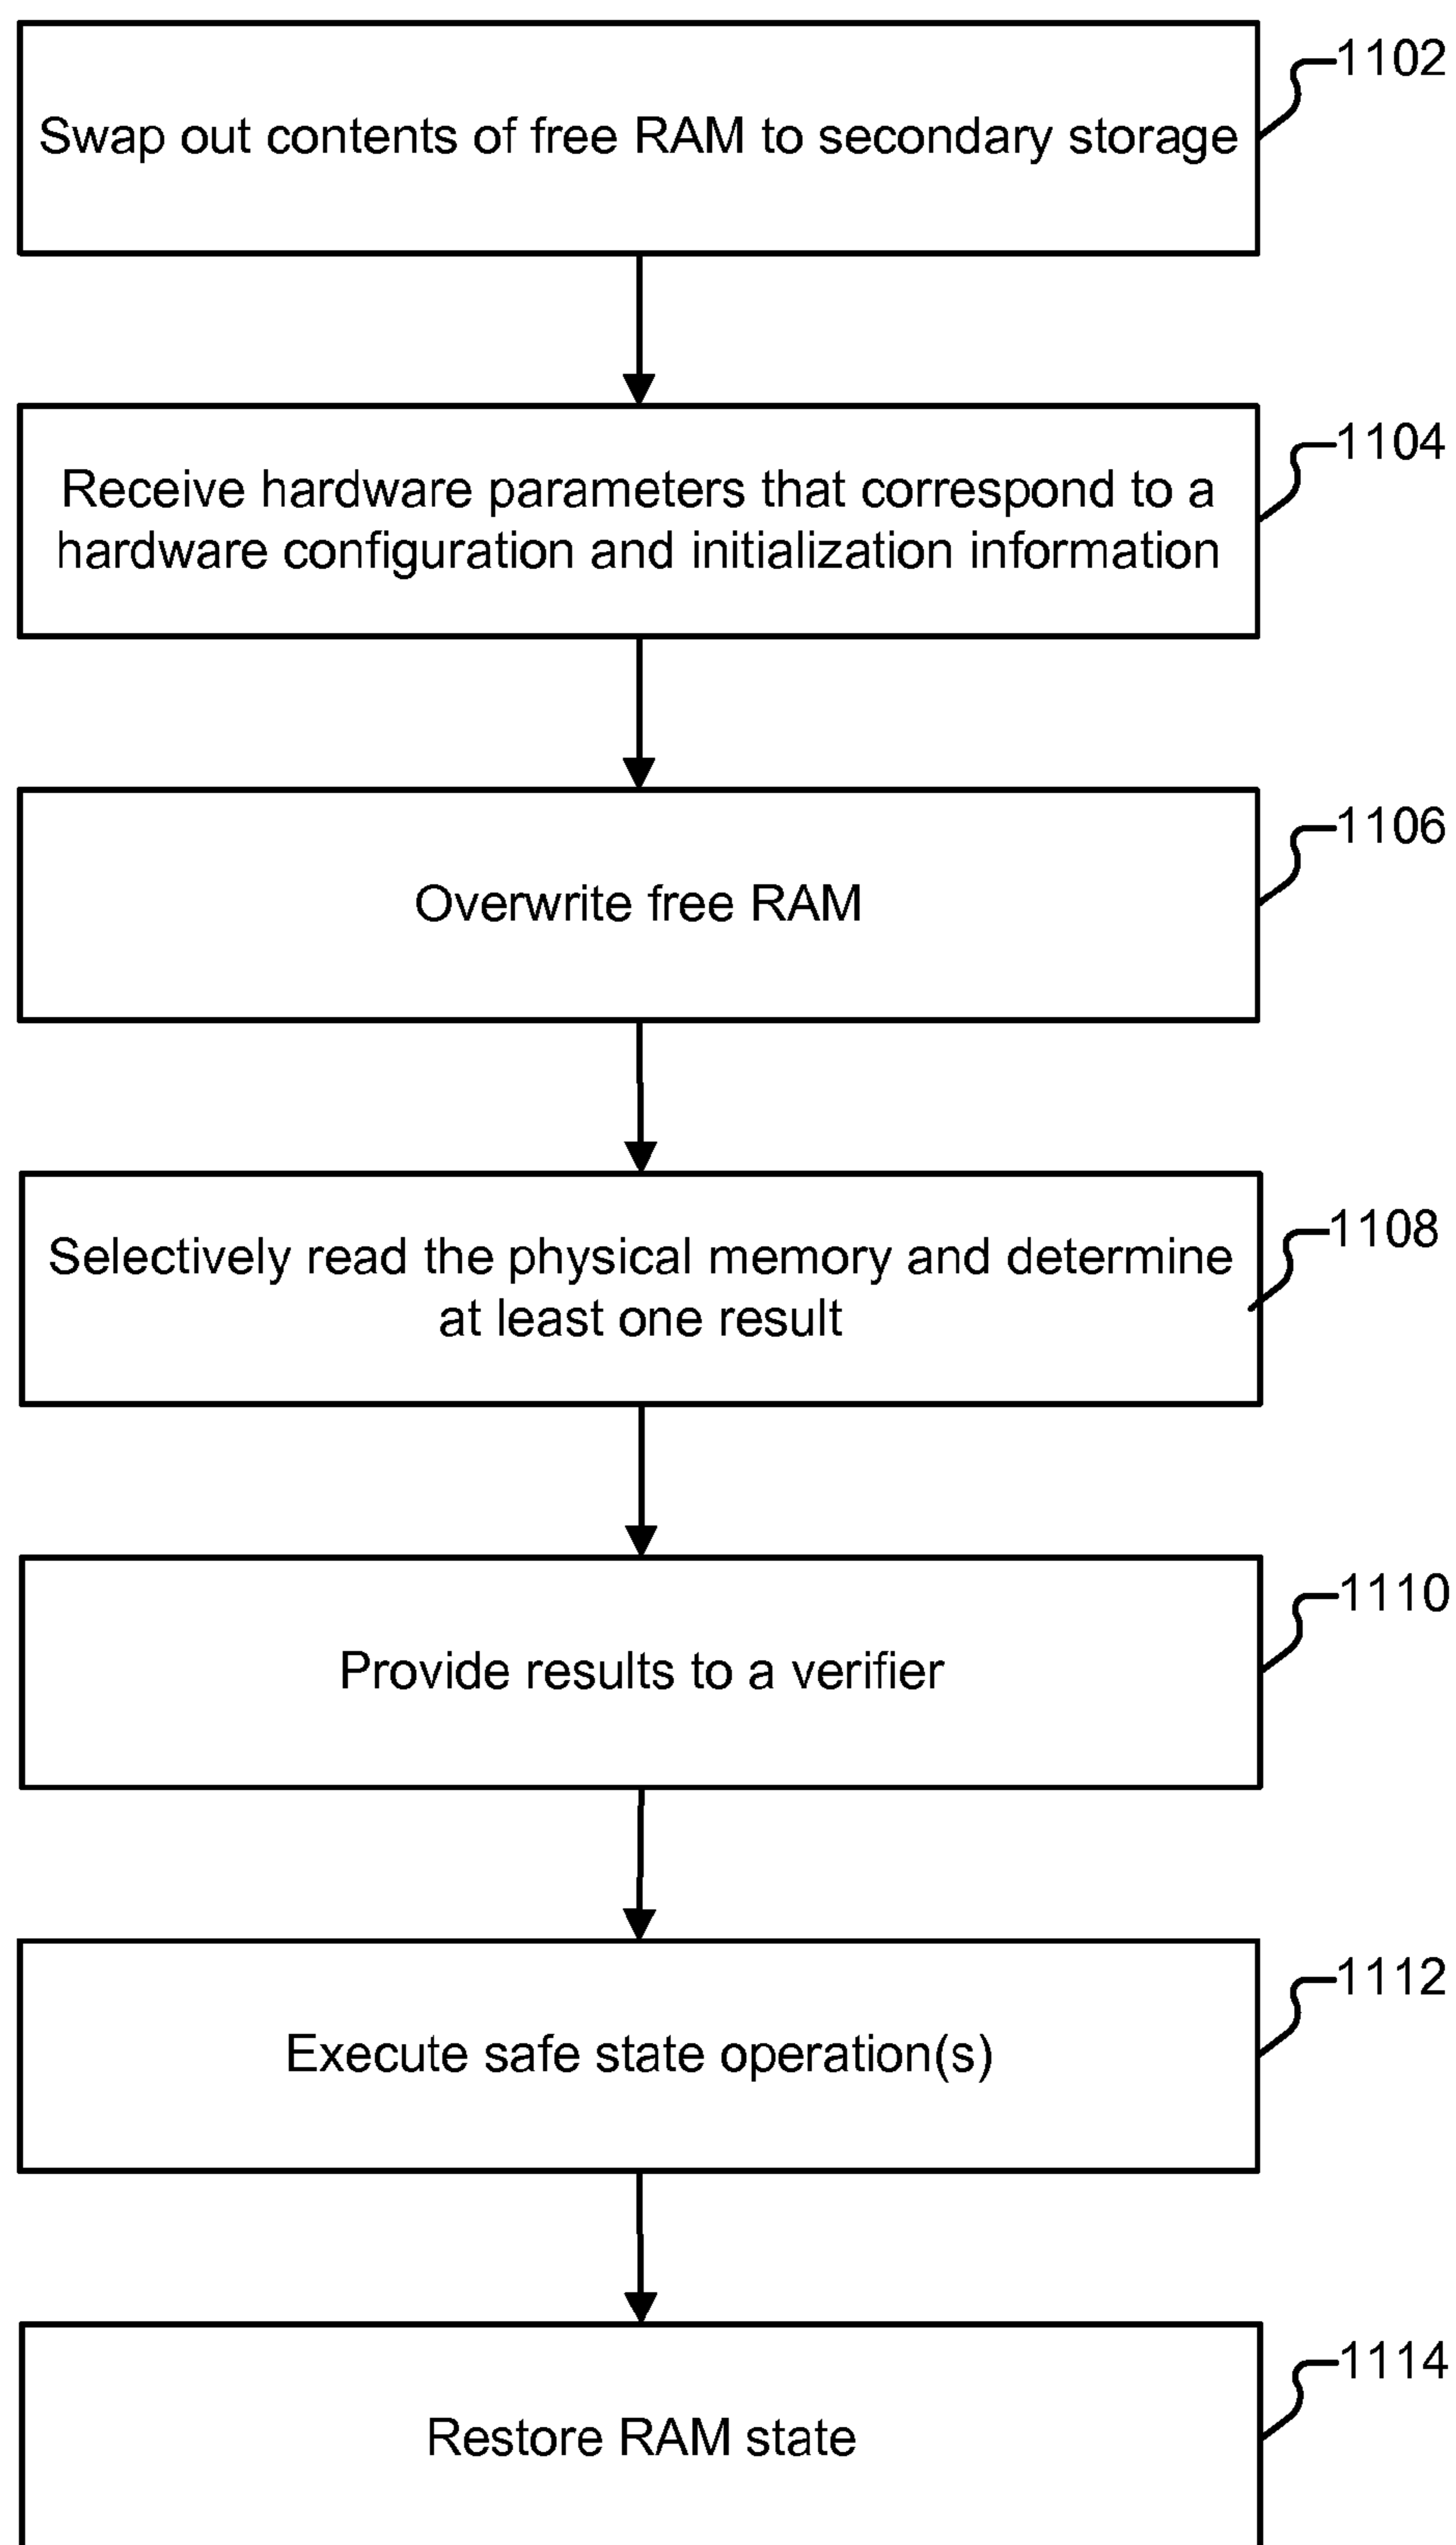 1102
Swap out contents of free RAM to secondary storage
1104
Receive hardware parameters that correspond to a
hardware configuration and initialization information
1106
Overwrite free RAM
1108
Selectively read the physical memory and determine
at least one result
1110
Provide results to a verifier
1112
Execute safe state operation(s)
1114
Restore RAM state